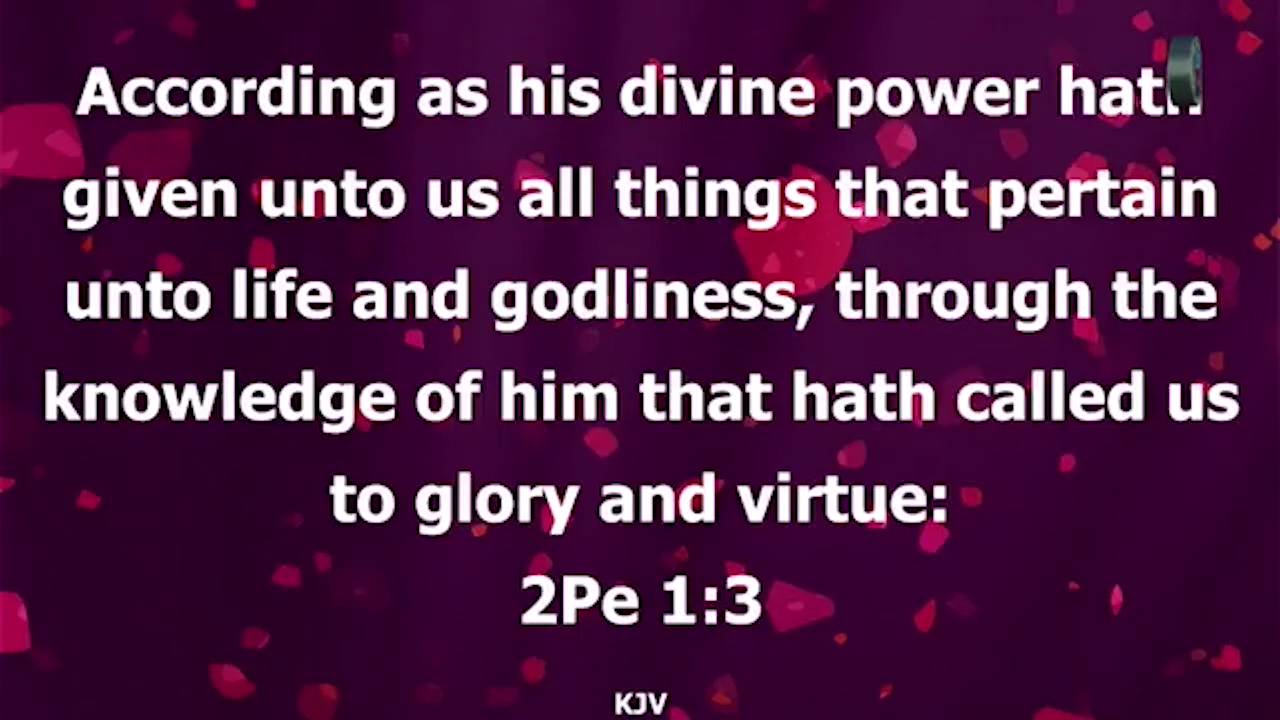 According as his divine power hath
given unto us all things that pertain
unto life and godliness, through the
knowledge of him that hath called us
to glory and virtue:
2Pe 1:3
KJV